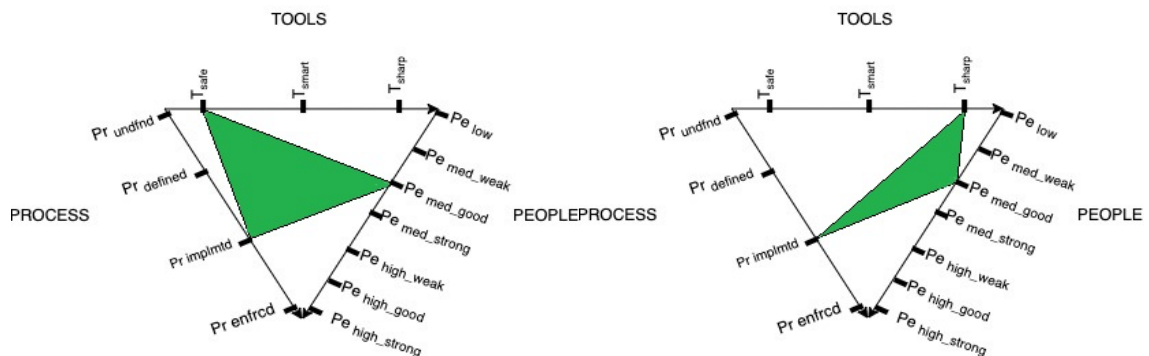 TOOLS
T safe
T smart
T sharp
Pr undfnd
Pr defined
Pr implmtd
Pr enfrcd
Pe low
Pe med_weak
Pe med_good
Pe med_strong
Pe high_weak
Pe high_good
Pe high_strong
PROCESS
PEOPLE
TOOLS
T safe
T smart
T sharp
Pr undfnd
Pr defined
Pr implmtd
Pr enfrcd
Pe low
Pe med_weak
Pe med_good
Pe med_strong
Pe high_weak
Pe high_good
Pe high_strong
PROCESS
PEOPLE